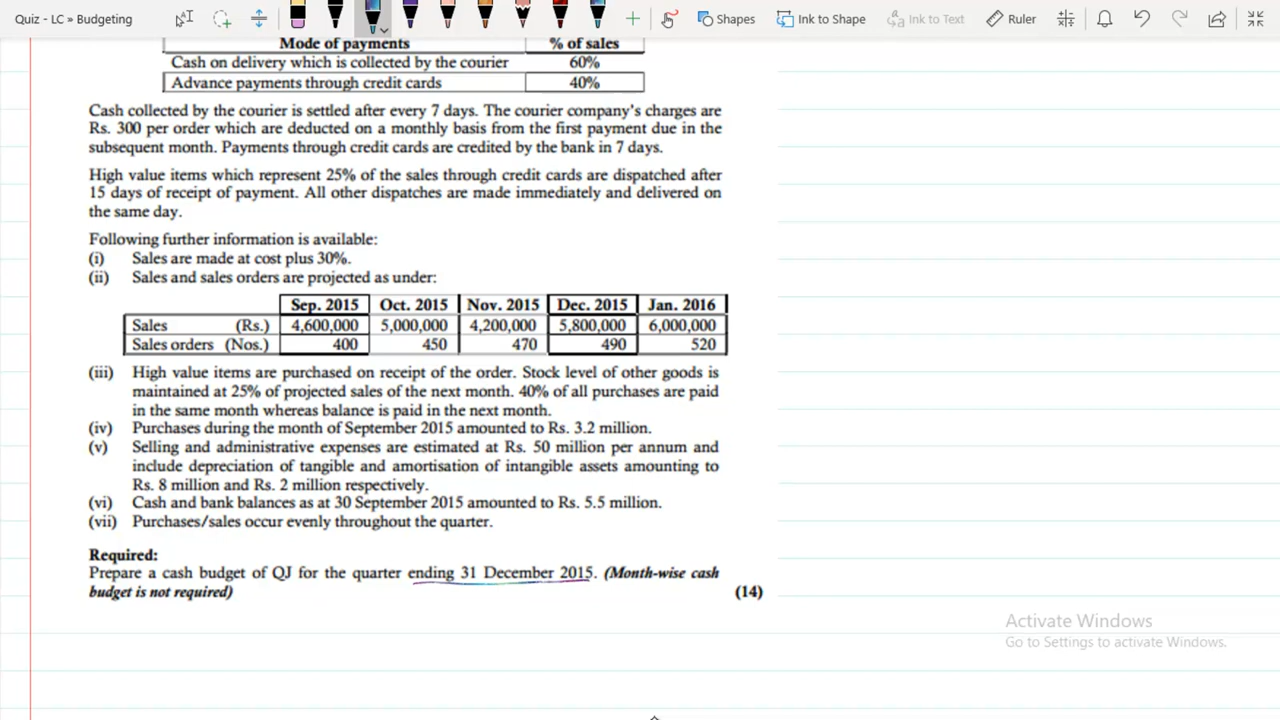 Quiz - LC » Budgeting
Shapes
Ink to Shape
Ink to Text
Ruler
Mode of payments % of sales
Cash on delivery which is collected by the courier 60%
Advance payments through credit cards 40%
Cash collected by the courier is settled after every 7 days. The courier company's charges are
Rs. 300 per order which are deducted on a monthly basis from the first payment due in the
subsequent month. Payments through credit cards are credited by the bank in 7 days.
High value items which represent 25% of the sales through credit cards are dispatched after
15 days of receipt of payment. All other dispatches are made immediately and delivered on
the same day.
Following further information is available:
(i) Sales are made at cost plus 30%.
(ii) Sales and sales orders are projected as under:
Sep. 2015 Oct. 2015 Nov. 2015 Dec. 2015 Jan. 2016
Sales (Rs.) 4,600,000 5,000,000 4,200,000 5,800,000 6,000,000
Sales orders (Nos.) 400 450 470 490 520
(iii) High value items are purchased on receipt of the order. Stock level of other goods is
maintained at 25% of projected sales of the next month. 40% of all purchases are paid
in the same month whereas balance is paid in the next month.
(iv) Purchases during the month of September 2015 amounted to Rs. 3.2 million.
(v) Selling and administrative expenses are estimated at Rs. 50 million per annum and
include depreciation of tangible and amortisation of intangible assets amounting to
Rs. 8 million and Rs. 2 million respectively.
(vi) Cash and bank balances as at 30 September 2015 amounted to Rs. 5.5 million.
(vii) Purchases/sales occur evenly throughout the quarter.
Required:
Prepare a cash budget of QJ for the quarter ending 31 December 2015. (Month-wise cash
budget is not required) (14)
Activate Windows
Go to Settings to activate Windows.